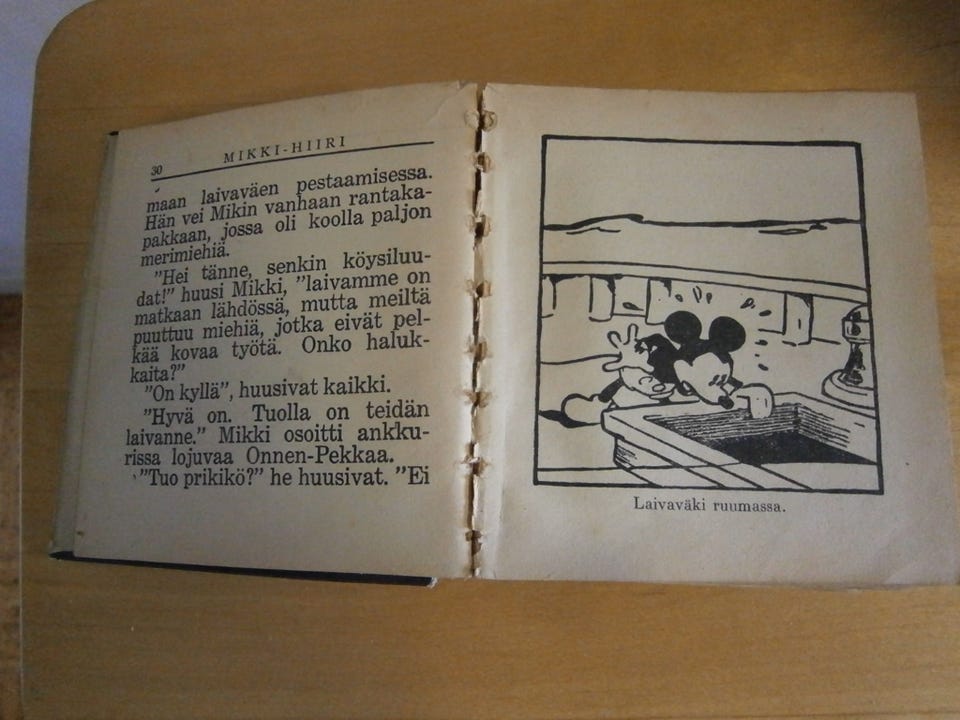 30 MIKKI-HIIRI
maan laivaväen pestaamisessa.
Hän vei Mikin vanhaan rantaka-
pakkaan, jossa oli koolla paljon
merimiehiä.
"Hei tänne, senkin köysiluu-
dat!" huusi Mikki, "laivamme on
matkaan lähdössä, mutta meiltä
puuttuu miehiä, jotka eivät pel-
kää kovaa työtä. Onko haluk-
kaita?"
"On kyllä", huusivat kaikki.
"Hyvä on. Tuolla on teidän
laivanne." Mikki osoitti ankku-
rissa lojuvaa Onnen-Pekkaa.
"Tuo prikikö?" he huusivat. "Ei
Laivaväki ruumassa.